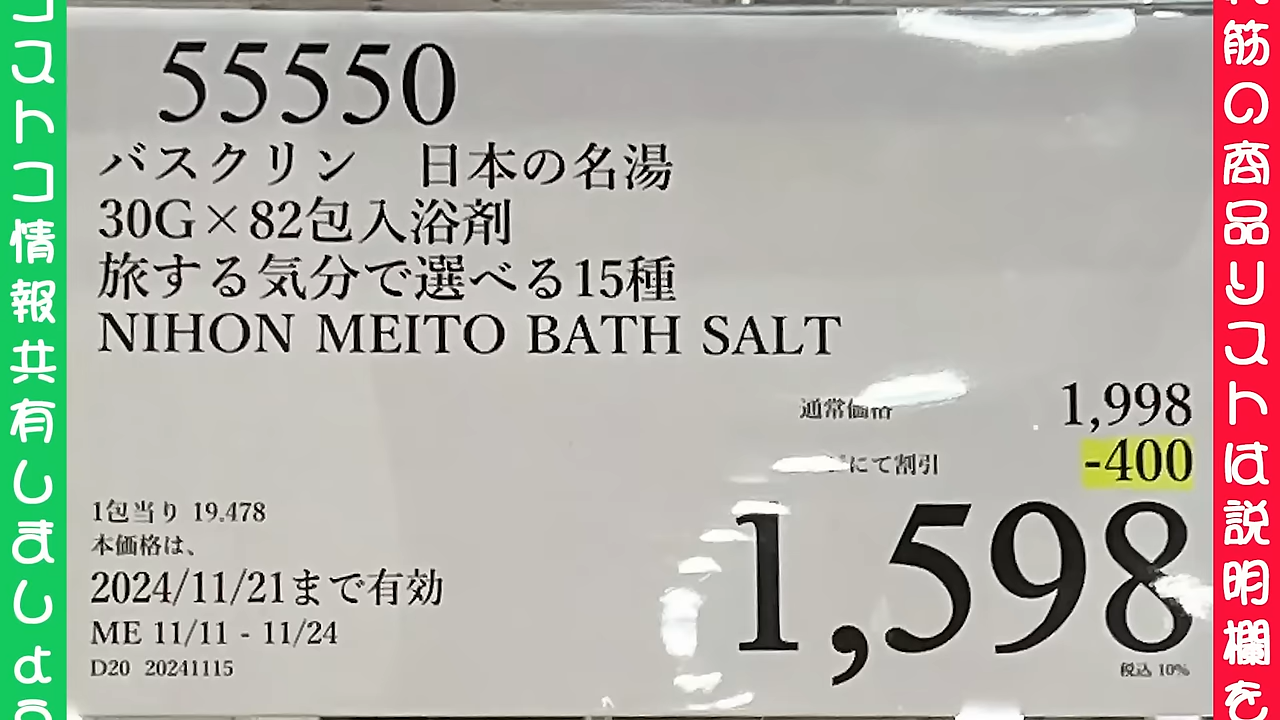 コストコ情報共有しましょう
55550
バスクリン 日本の名湯
30G×82包入浴剤
旅する気分で選べる15種
NIHON MEITO BATH SALT
通常価格 1,998
にて割引 -400
1,598
税込 10%
1包当り 19.478
本価格は、
2024/11/21まで有効
ME 11/11 - 11/24
D20 20241115
筋の商品リストは説明欄を